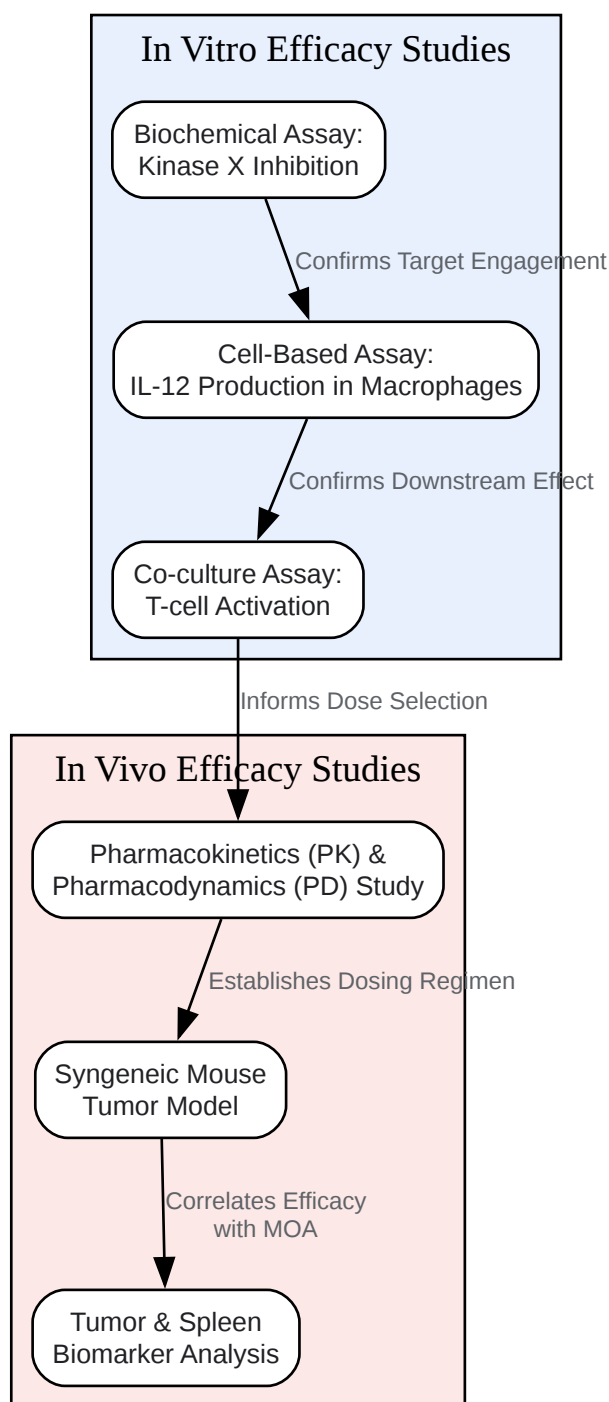 In Vitro Efficacy Studies
Biochemical Assay:
Kinase X Inhibition
Confirms Target Engagement
Cell-Based Assay:
IL-12 Production in Macrophages
Confirms Downstream Effect
Co-culture Assay:
T-cell Activation
Informs Dose Selection
In Vivo Efficacy Studies
Pharmacokinetics (PK) &
Pharmacodynamics (PD) Study
Establishes Dosing Regimen
Syngeneic Mouse
Tumor Model
Correlates Efficacy
with MOA
Tumor & Spleen
Biomarker Analysis